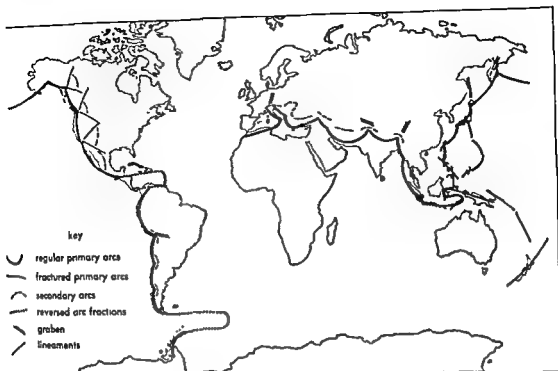 key
regular primary arcs
fractured primary arcs
secondary arcs
reversed arc fractions
graben
lineaments